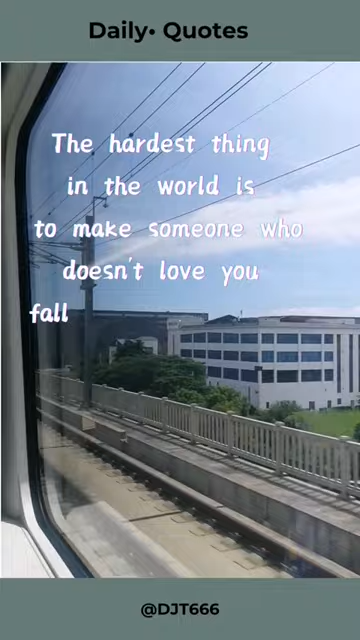 Daily• Quotes
The hardest thing
in the world is
to make someone who
doesn't love you
fall
@DJT666